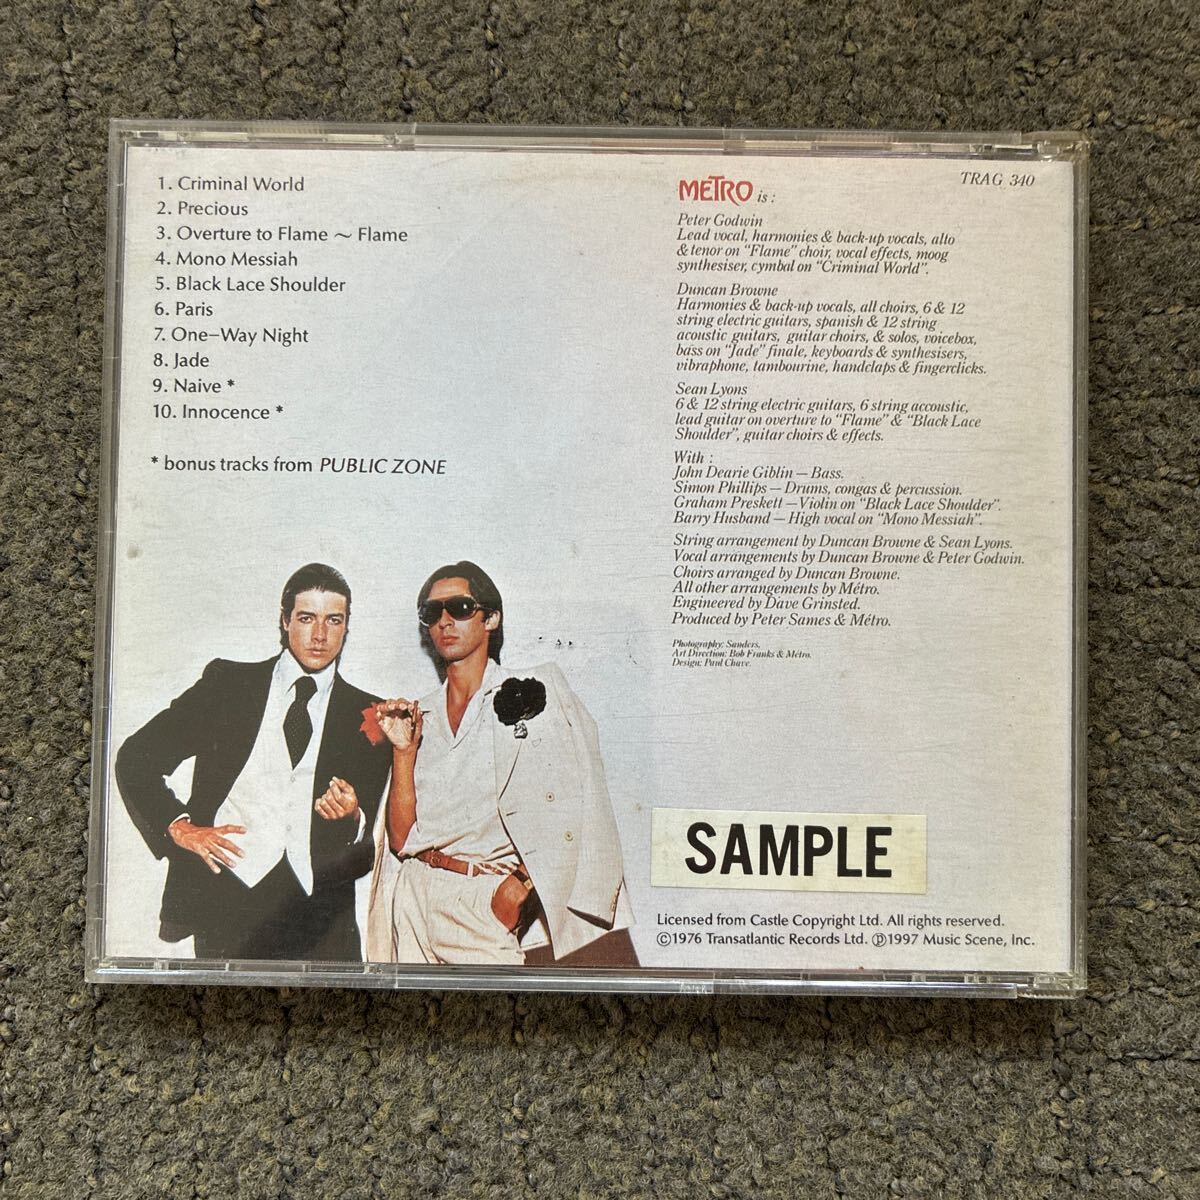 1. Criminal World
2. Precious
3. Overture to Flame ~ Flame
4. Mono Messiah
5. Black Lace Shoulder
6. Paris
7. One-Way Night
8. Jade
9. Naive *
10. Innocence *
* bonus tracks from PUBLIC ZONE
TRAG 340
METRO is :
Peter Godwin
Lead vocal, harmonies & back-up vocals, alto
& tenor on "Flame" choir, vocal effects, moog
synthesiser, cymbal on "Criminal World".
Duncan Browne
Harmonies & back-up vocals, all choirs, 6 & 12
string electric guitars, spanish & 12 string
acoustic guitars, guitar choirs, & solos, voicebox,
bass on "Jade" finale, keyboards & synthesisers,
vibraphone, tambourine, handclaps & fingerclicks.
Sean Lyons
6 & 12 string electric guitars, 6 string accoustic,
lead guitar on overture to "Flame" & "Black Lace
Shoulder", guitar choirs & effects.
With :
John Dearie Giblin — Bass.
Simon Phillips — Drums, congas & percussion.
Graham Preskett — Violin on "Black Lace Shoulder".
Barry Husband — High vocal on "Mono Messiah".
String arrangement by Duncan Browne & Sean Lyons.
Vocal arrangements by Duncan Browne & Peter Godwin.
Choirs arranged by Duncan Browne.
All other arrangements by Métro.
Engineered by Dave Grinsted.
Produced by Peter Sames & Métro.
Photography: Sanders.
Art Direction: Bob Franks & Métro.
Design: Paul Chave.
SAMPLE
Licensed from Castle Copyright Ltd. All rights reserved.
©1976 Transatlantic Records Ltd. ℗1997 Music Scene, Inc.